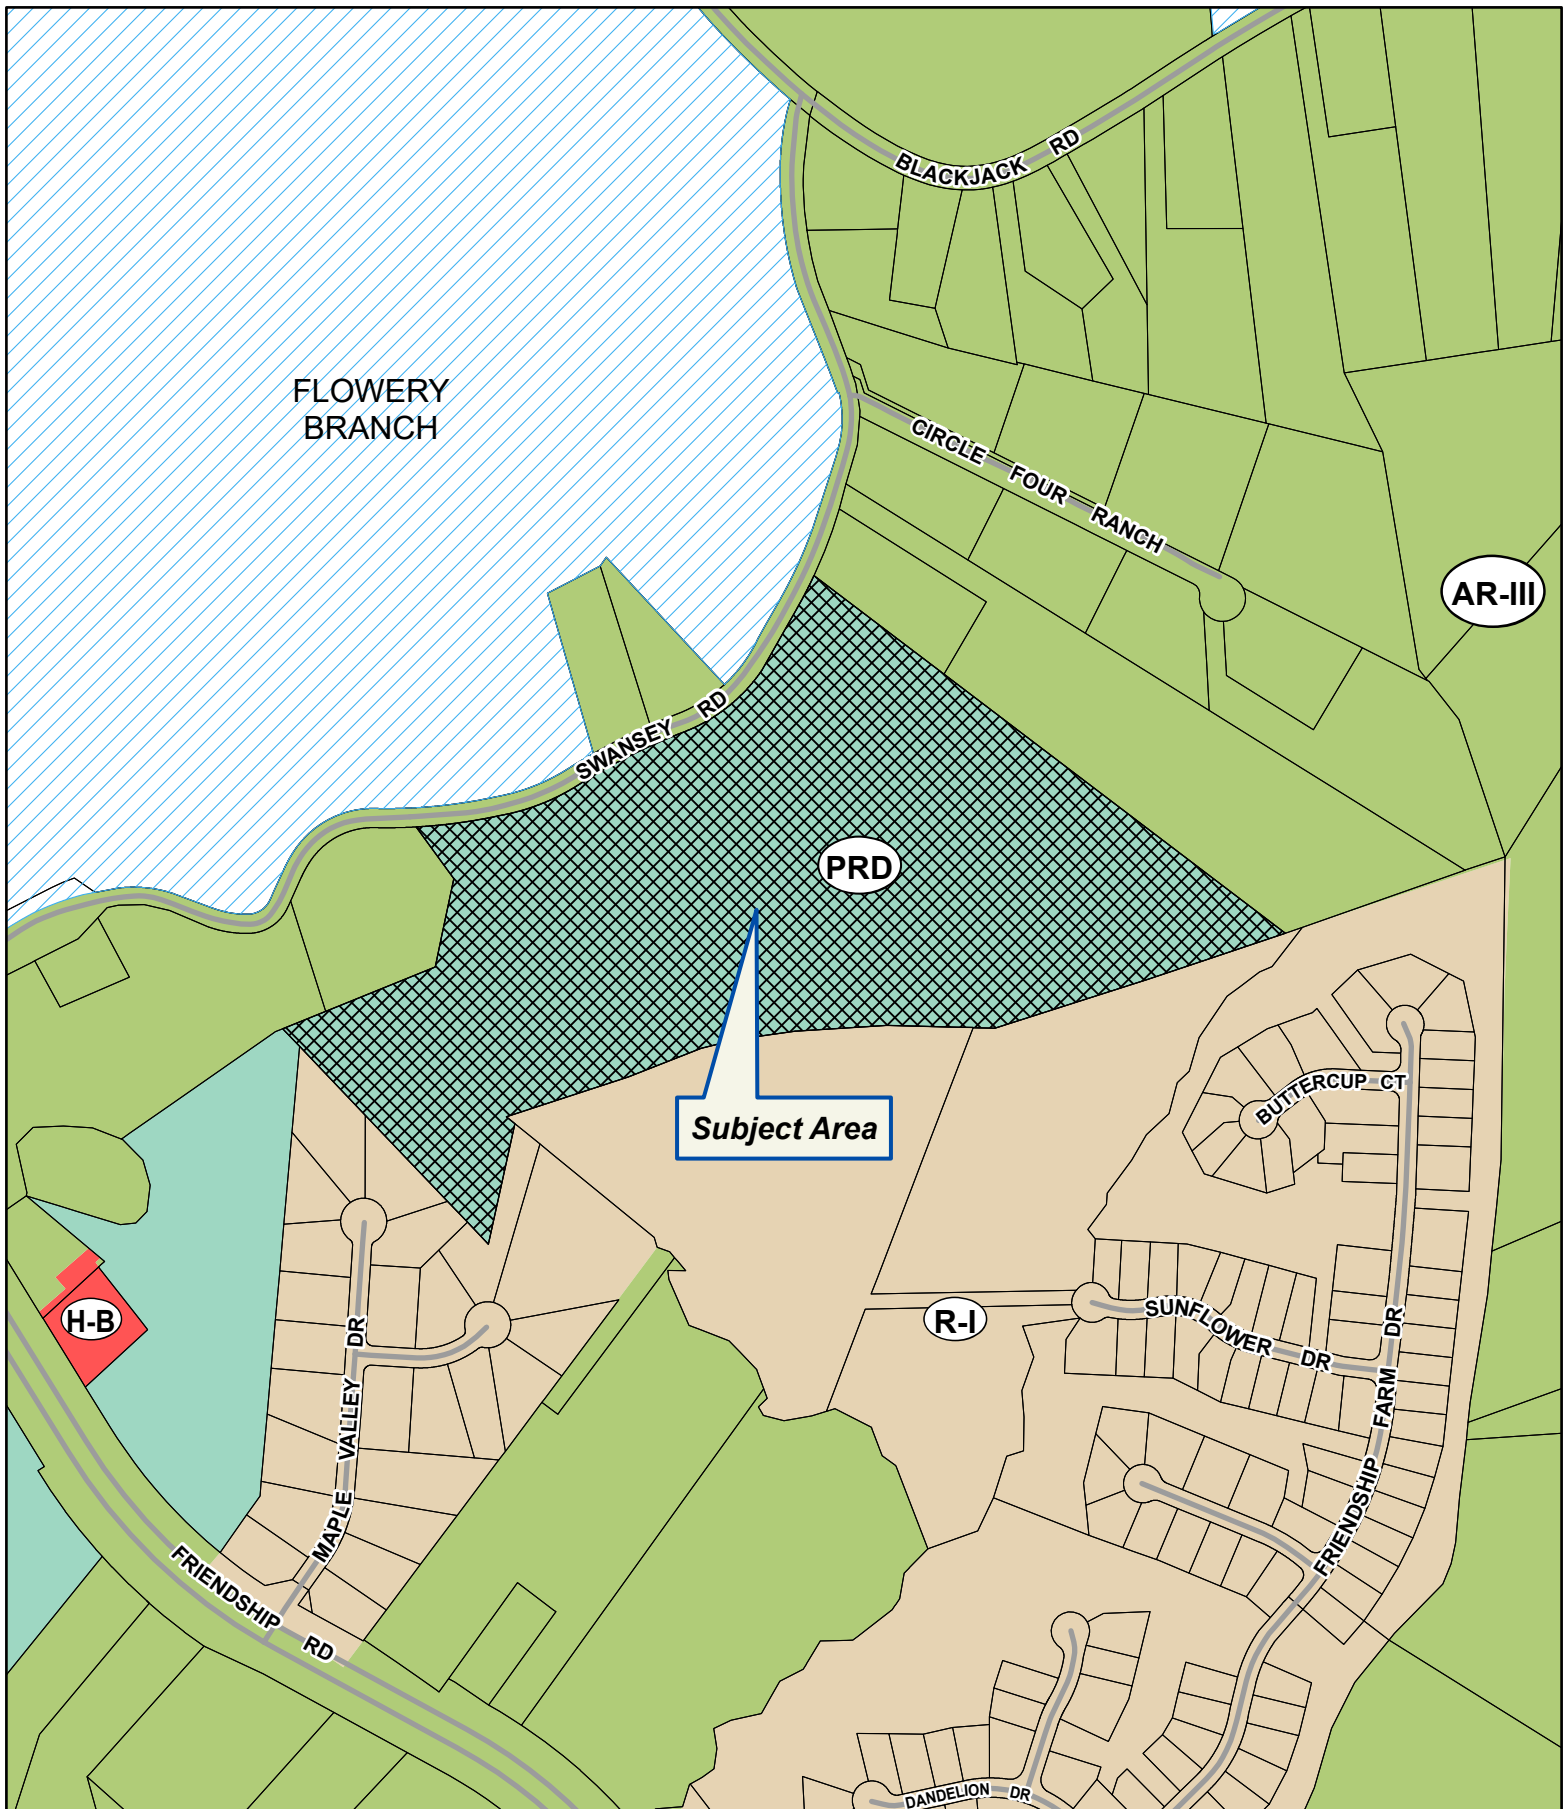 BLACKJACK RD
FLOWERY
BRANCH
CIRCLE FOUR RANCH
AR-III
SWANSEY RD
PRD
BUTTERCUP CT
Subject Area
H-B
R-I
SUNFLOWER DR
MAPLE VALLEY DR
FRIENDSHIP FARM DR
FRIENDSHIP RD
DANDELION DR